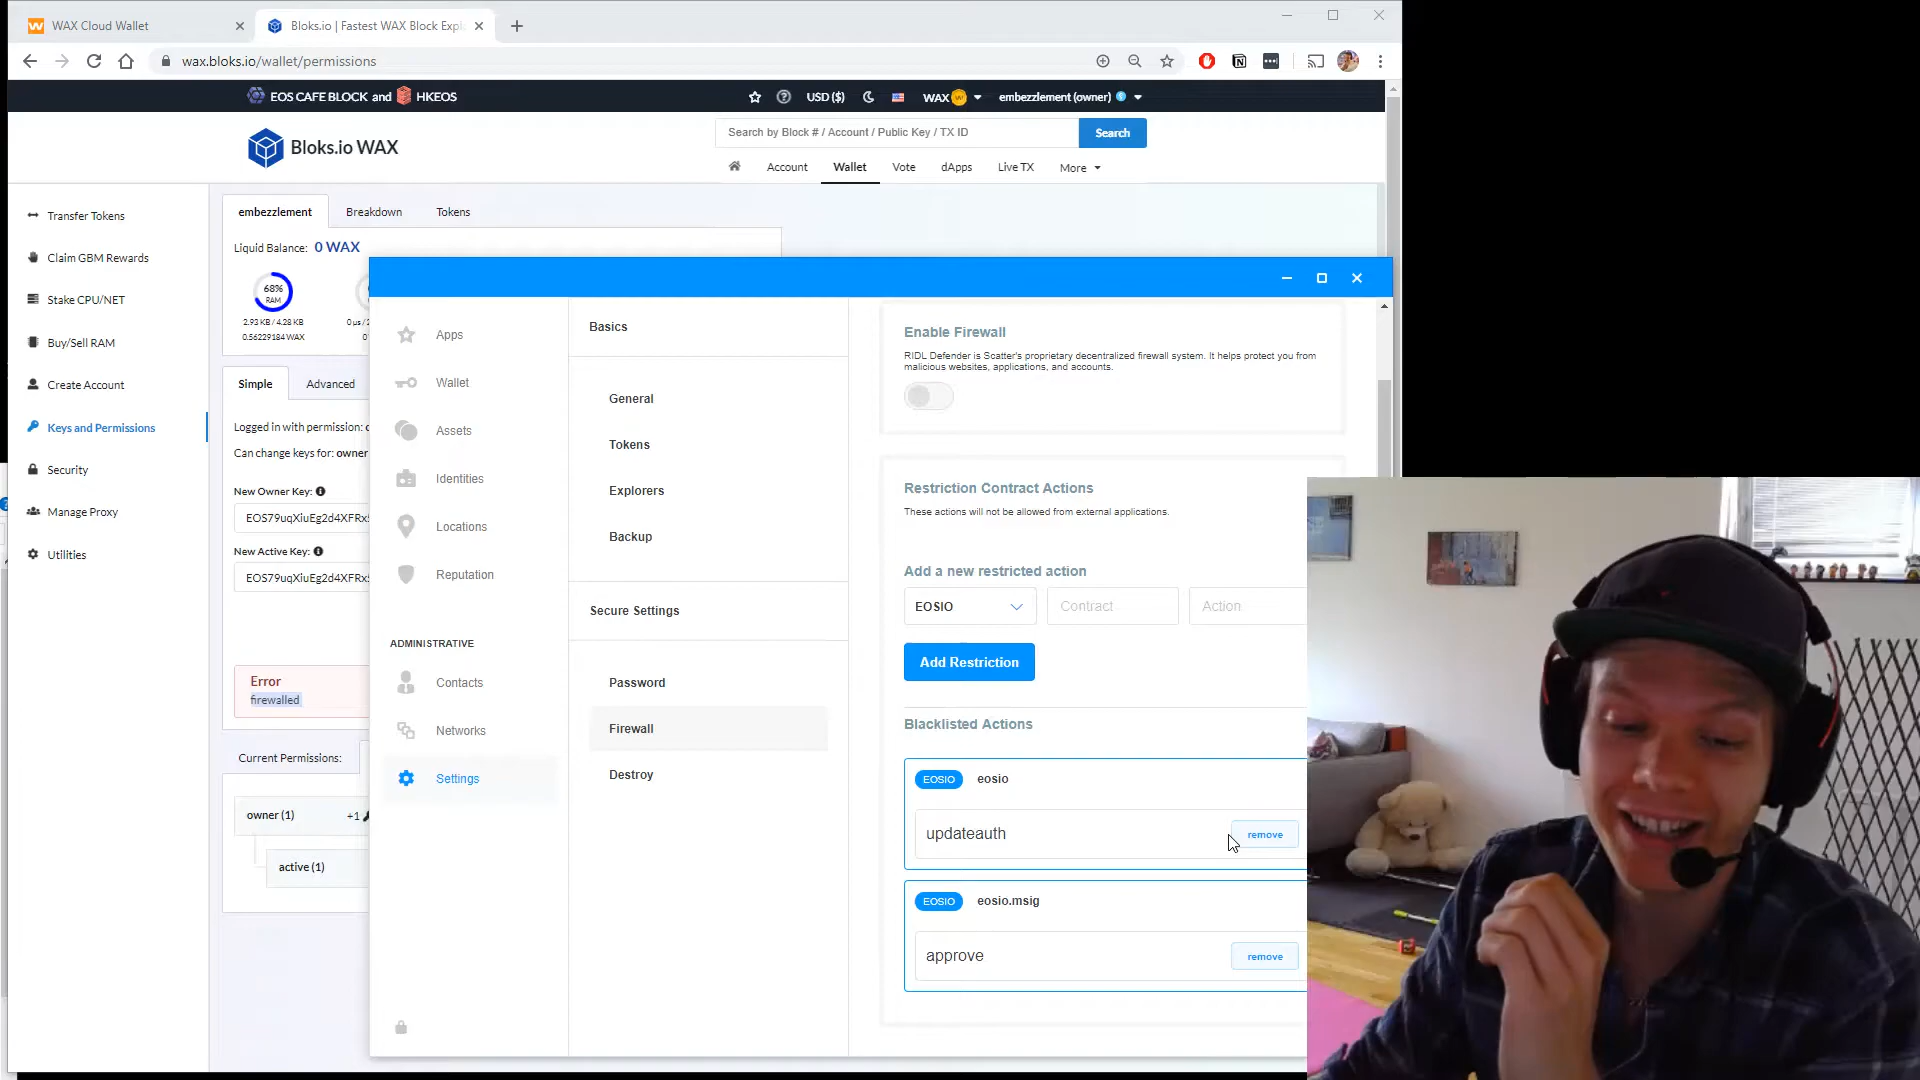 WAX Cloud Wallet
Bloks.io | Fastest WAX Block Expl
wax.bloks.io/wallet/permissions
EOS CAFE BLOCK and HKEOS
USD ($)
WAX
embezzlement (owner)
Bloks.io WAX
Search by Block # / Account / Public Key / TX ID
Search
Account
Wallet
Vote
dApps
Live TX
More
Transfer Tokens
Claim GBM Rewards
Stake CPU/NET
Buy/Sell RAM
Create Account
Keys and Permissions
Security
Manage Proxy
Utilities
embezzlement
Breakdown
Tokens
Liquid Balance: 0 WAX
68%
RAM
2.93 KB / 4.28 KB
0.56229184 WAX
Simple
Advanced
Logged in with permission:
Can change keys for: owner
New Owner Key:
EOS79uqXiuEg2d4XFRx
New Active Key:
EOS79uqXiuEg2d4XFRx
Error
firewalled
Current Permissions:
owner (1)
+1
active (1)
Apps
Wallet
Assets
Identities
Locations
Reputation
ADMINISTRATIVE
Contacts
Networks
Settings
Basics
General
Tokens
Explorers
Backup
Secure Settings
Password
Firewall
Destroy
Enable Firewall
RIDL Defender is Scatter's proprietary decentralized firewall system. It helps protect you from
malicious websites, applications, and accounts.
Restriction Contract Actions
These actions will not be allowed from external applications.
Add a new restricted action
EOSIO
Contract
Action
Add Restriction
Blacklisted Actions
EOSIO
eosio
updateauth
remove
EOSIO
eosio.msig
approve
remove